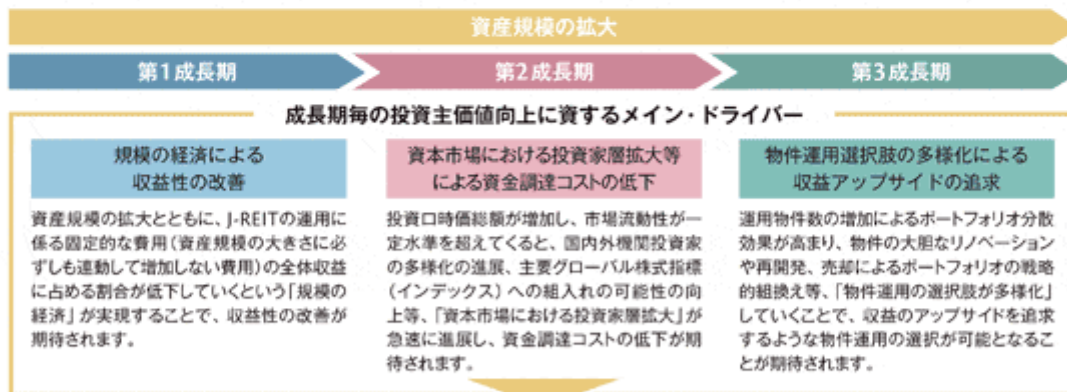 資産規模の拡大
第1成長期
第2成長期
第3成長期
成長期毎の投資主価値向上に資するメイン・ドライバー
規模の経済による
収益性の改善
資産規模の拡大とともに、J-REITの運用に
係る固定的な費用(資産規模の大きさに必
ずしも連動して増加しない費用)の全体収益
に占める割合が低下していくという「規模の
経済」が実現することで、収益性の改善が
期待されます。
資本市場における投資家層拡大等
による資金調達コストの低下
投資口時価総額が増加し、市場流動性が一
定水準を超えてくると、国内外機関投資家
の多様化の進展、主要グローバル株式指標
(インデックス)への組入れの可能性の向
上等、「資本市場における投資家層拡大」が
急速に進展し、資金調達コストの低下が期
待されます。
物件運用選択肢の多様化による
収益アップサイドの追求
運用物件数の増加によるポートフォリオ分散
効果が高まり、物件の大胆なリノベーション
や再開発、売却によるポートフォリオの戦略
的組換え等、「物件運用の選択肢が多様化」
していくことで、収益のアップサイドを追求
するような物件運用の選択が可能となるこ
とが期待されます。